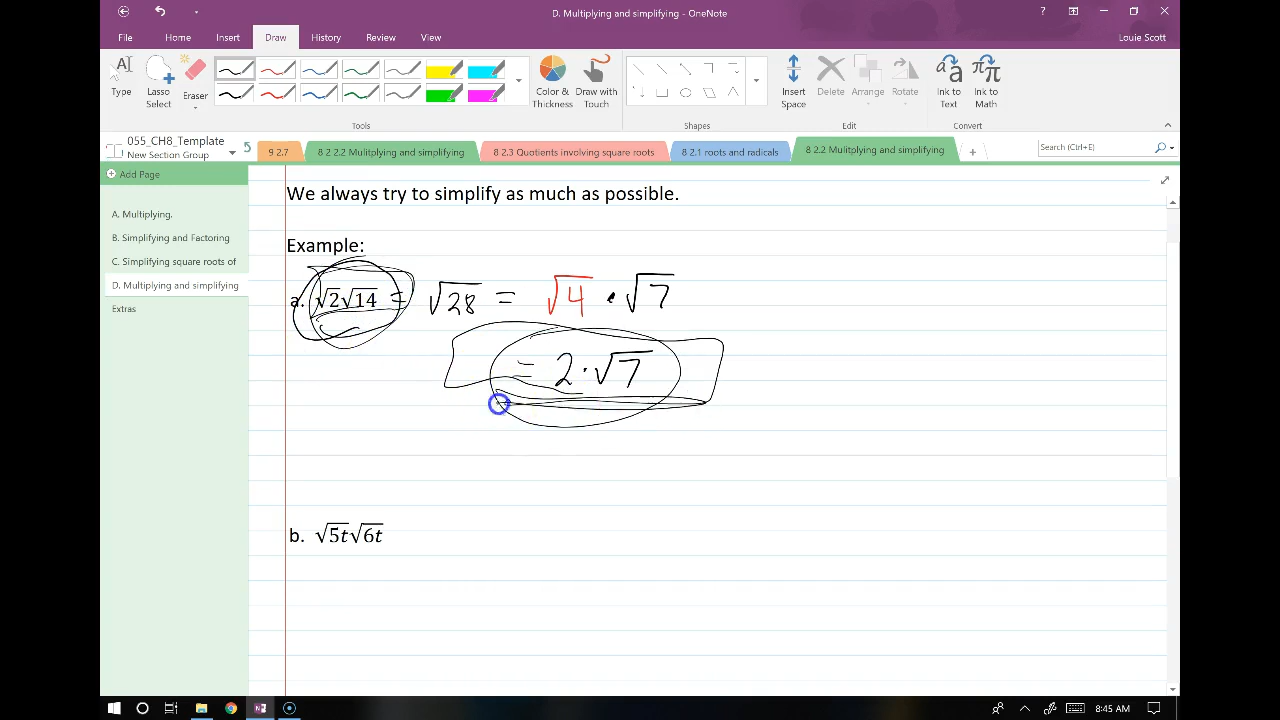 D. Multiplying and simplifying - OneNote
Louie Scott
File Home Insert Draw History Review View
Type
Lasso Select
Eraser
Color & Thickness
Draw with Touch
Insert Space
Delete
Arrange
Rotate
Ink to Text
Ink to Math
Tools
Shapes
Edit
Convert
055_CH8_Template
New Section Group
9 2.7
8 2.2.2 Mulitplying and simplifying
8 2.3 Quotients involving square roots
8 2.1 roots and radicals
8 2.2 Mulitplying and simplifying
Search (Ctrl+E)
Add Page
A. Multiplying.
B. Simplifying and Factoring
C. Simplifying square roots of
D. Multiplying and simplifying
Extras
We always try to simplify as much as possible.
Example:
a. √2√14 = √28 = √4 • √7
= 2·√7
b. √5t√6t
8:45 AM